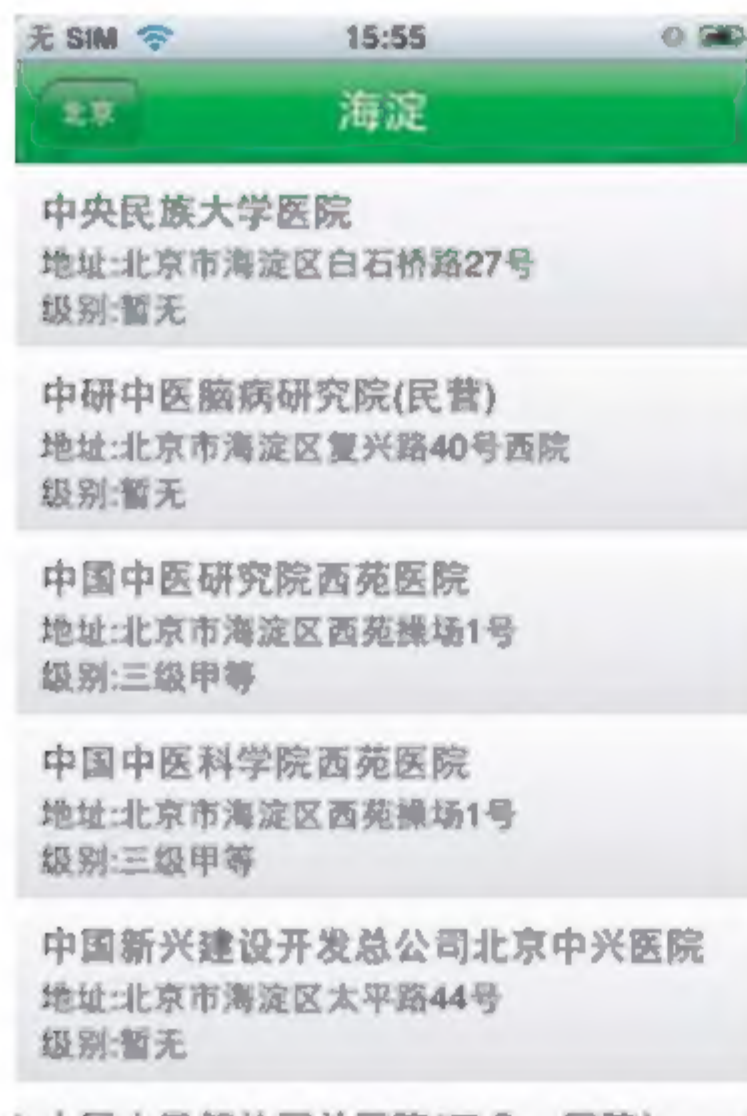 无 SIM 15:55
北京 海淀
中央民族大学医院
地址:北京市海淀区白石桥路27号
级别:暂无
中研中医脑病研究院(民营)
地址:北京市海淀区复兴路40号西院
级别:暂无
中国中医研究院西苑医院
地址:北京市海淀区西苑操场1号
级别:三级甲等
中国中医科学院西苑医院
地址:北京市海淀区西苑操场1号
级别:三级甲等
中国新兴建设开发总公司北京中兴医院
地址:北京市海淀区太平路44号
级别:暂无